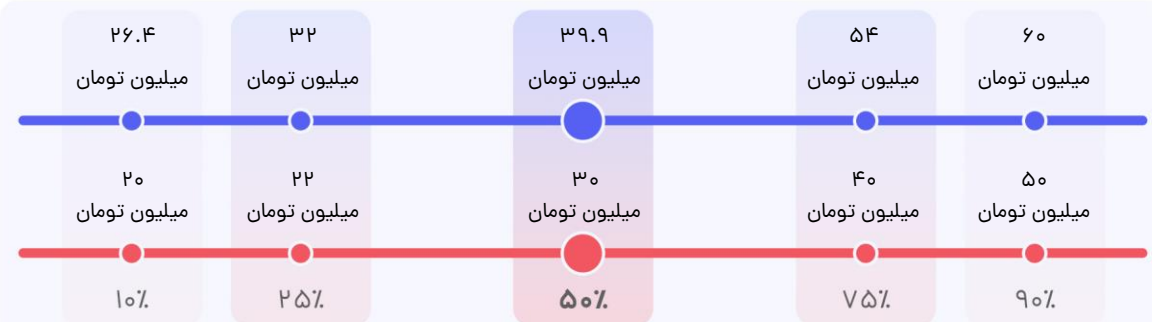 ۲۶.۴ ۳۲ ۳۹.۹ ۵۴ ۶۰
میلیون تومان میلیون تومان میلیون تومان میلیون تومان میلیون تومان
۲۰ ۲۲ ۳۰ ۴۰ ۵۰
میلیون تومان میلیون تومان میلیون تومان میلیون تومان میلیون تومان
۱۰٪ ۲۵٪ ۵۰٪ ۷۵٪ ۹۰٪